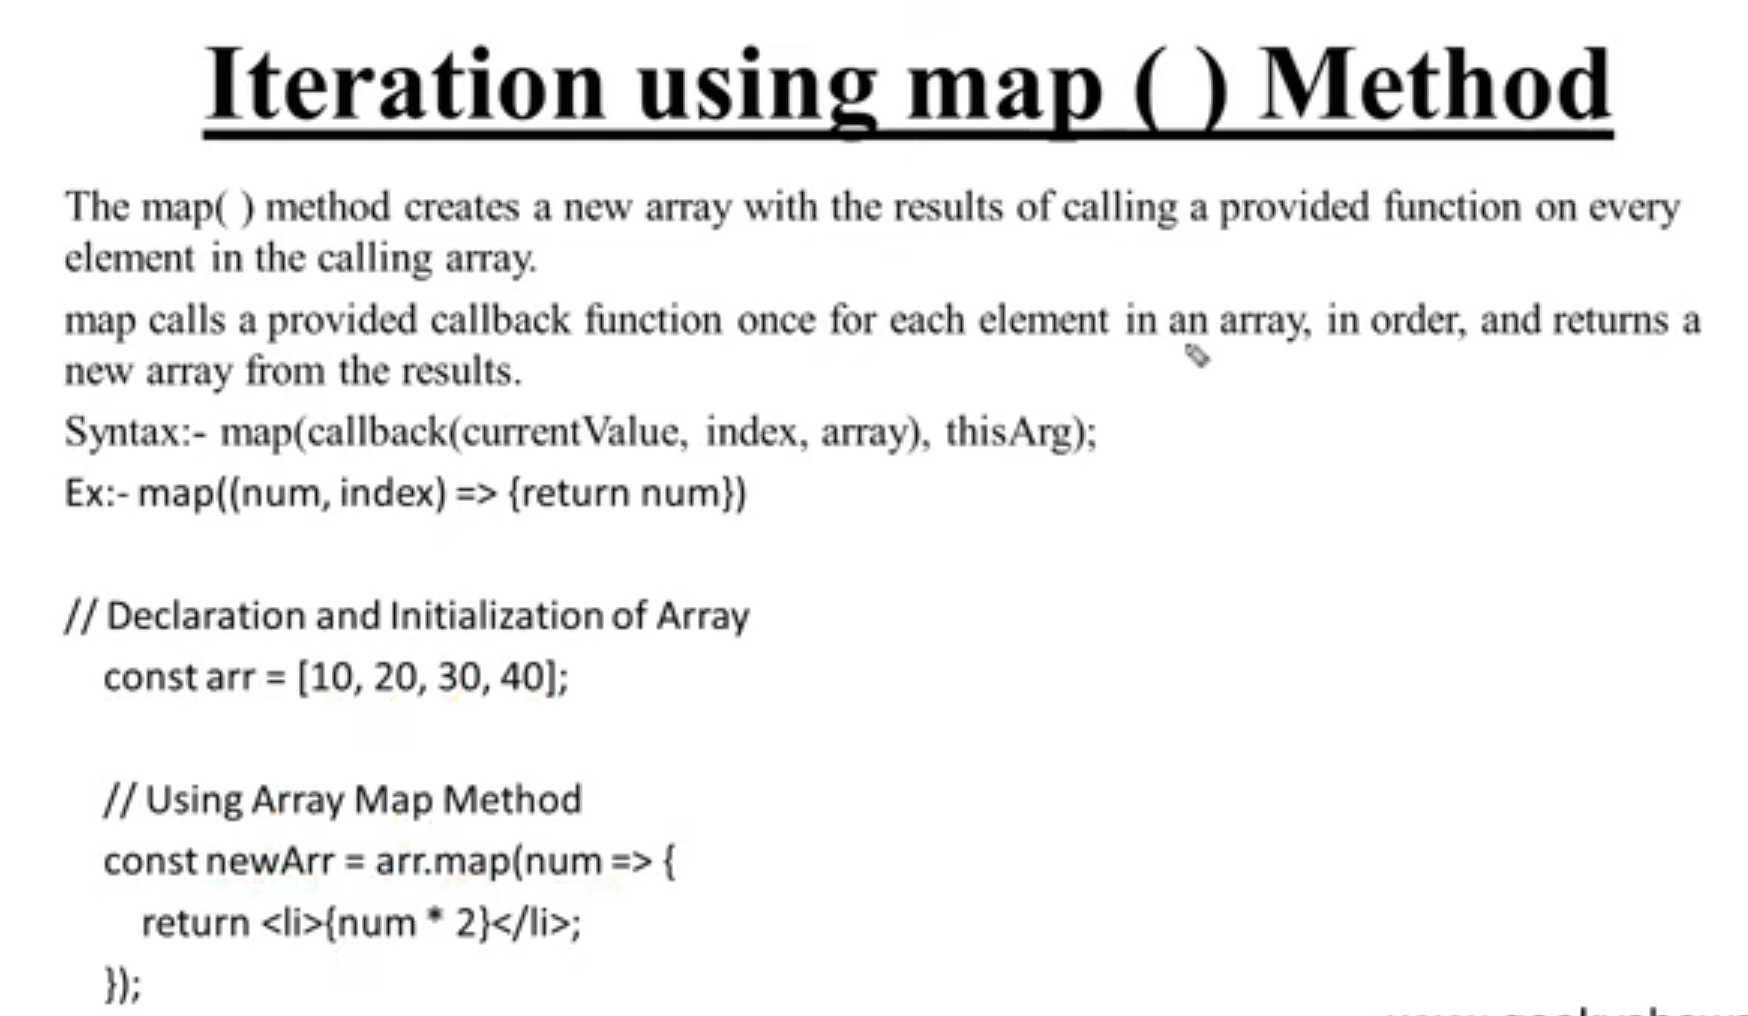 Iteration using map ( ) Method
The map( ) method creates a new array with the results of calling a provided function on every
element in the calling array.
map calls a provided callback function once for each element in an array, in order, and returns a
new array from the results.
Syntax:- map(callback(currentValue, index, array), thisArg);
Ex:- map((num, index) => {return num})
// Declaration and Initialization of Array
const arr = [10, 20, 30, 40];
// Using Array Map Method
const newArr = arr.map(num => {
return <li>{num * 2}</li>;
});